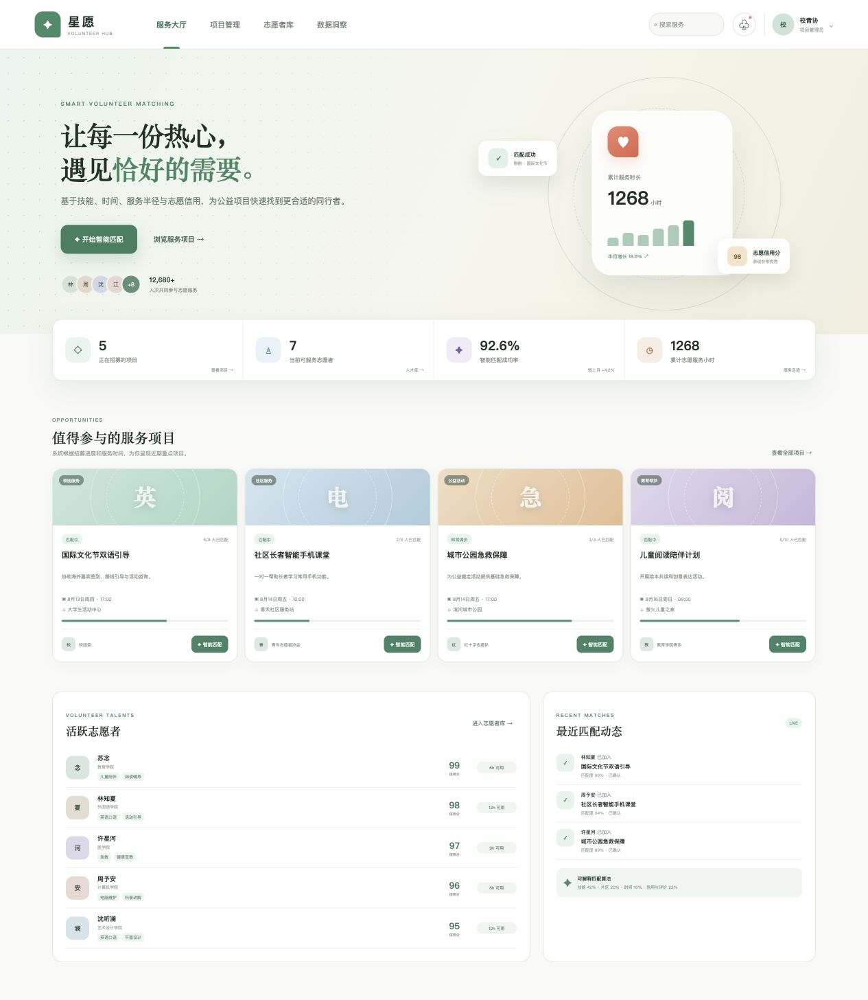 星愿
VOLUNTEER HUB
服务大厅 项目管理 志愿者库 数据洞察
搜索服务
校
校青协
项目管理员
SMART VOLUNTEER MATCHING
让每一份热心，
遇见恰好的需要。
基于技能、时间、服务半径与志愿信用，为公益项目快速找到更合适的同行者。
✦ 开始智能匹配
浏览服务项目 →
林 周 沈 江 +8
12,680+
人次共同参与志愿服务
✓
匹配成功
刚刚 · 国际文化节
累计服务时长
1268 小时
本月增长 18.6% ↗
98
志愿信用分
表现非常优秀
5
正在招募的项目
查看项目 →
7
当前可服务志愿者
人才库 →
92.6%
智能匹配成功率
较上月 +4.2%
1268
累计志愿服务小时
服务足迹 →
OPPORTUNITIES
值得参与的服务项目
系统根据招募进度和服务时间，为你呈现近期重点项目。
查看全部项目 →
校园服务
英
匹配中
5/8 人已匹配
国际文化节双语引导
协助海外嘉宾签到、路线引导与活动咨询。
8月13日周四 · 17:00
大学生活动中心
校
校团委
✦ 智能匹配
社区服务
电
匹配中
2/6 人已匹配
社区长者智能手机课堂
一对一帮助长者学习常用手机功能。
8月14日周五 · 10:00
青禾社区服务站
青
青年志愿者协会
✦ 智能匹配
公益活动
急
即将满员
3/4 人已匹配
城市公园急救保障
为公益健走活动提供基础急救保障。
8月14日周五 · 17:00
滨河城市公园
红
红十字志愿队
✦ 智能匹配
教育帮扶
阅
匹配中
6/10 人已匹配
儿童阅读陪伴计划
开展绘本共读和创意表达活动。
8月16日周日 · 09:00
萤火儿童之家
教
教育学院青协
✦ 智能匹配
VOLUNTEER TALENTS
活跃志愿者
进入志愿者库 →
念
苏念
教育学院
儿童陪伴 阅读辅导
99
信用分
6h 可用
夏
林知夏
外国语学院
英语口语 活动引导
98
信用分
12h 可用
河
许星河
医学院
急救 健康宣教
97
信用分
9h 可用
安
周予安
计算机学院
电脑维护 科普讲解
96
信用分
8h 可用
澜
沈听澜
艺术设计学院
英语口语 平面设计
95
信用分
10h 可用
RECENT MATCHES
最近匹配动态
LIVE
✓
林知夏 已加入
国际文化节双语引导
匹配度 96% · 已确认
✓
周予安 已加入
社区长者智能手机课堂
匹配度 94% · 已确认
✓
许星河 已加入
城市公园急救保障
匹配度 89% · 已确认
✦
可解释匹配算法
技能 42% · 片区 20% · 时间 16% · 信用与评价 22%